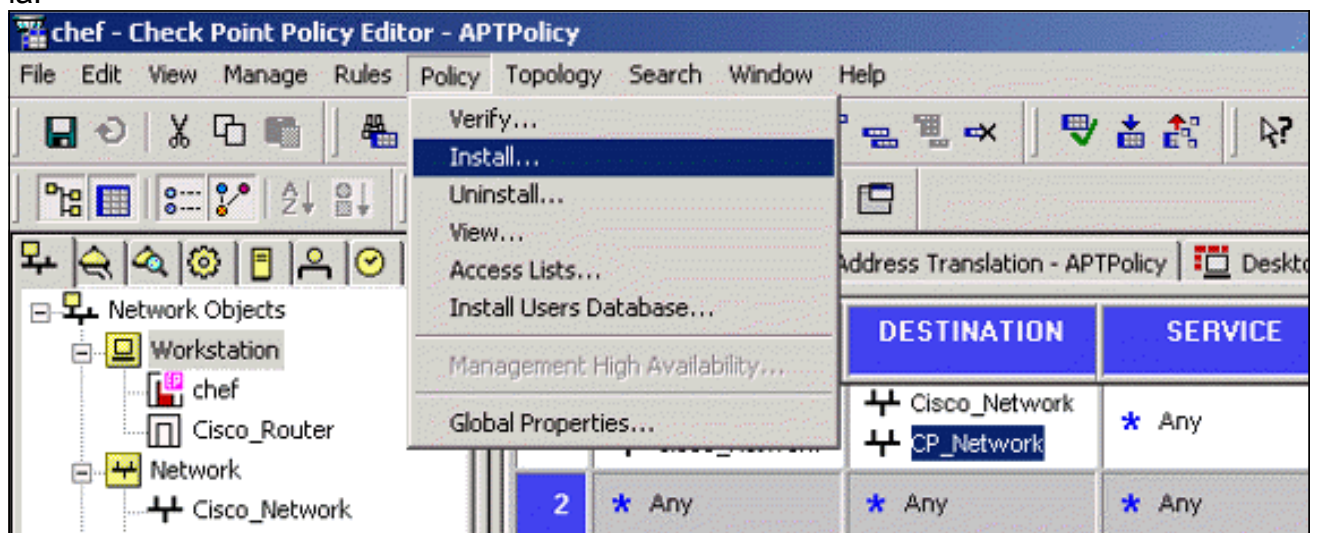 chef - Check Point Policy Editor - APTPolicy
File Edit View Manage Rules Policy Topology Search Window Help
Verify...
Install...
Uninstall...
View...
Access Lists...
Install Users Database...
Management High Availability...
Global Properties...
Address Translation - APTPolicy
Network Objects
Workstation
chef
Cisco_Router
Network
Cisco_Network
DESTINATION SERVICE
Cisco_Network
CP_Network
Any
2 Any Any Any